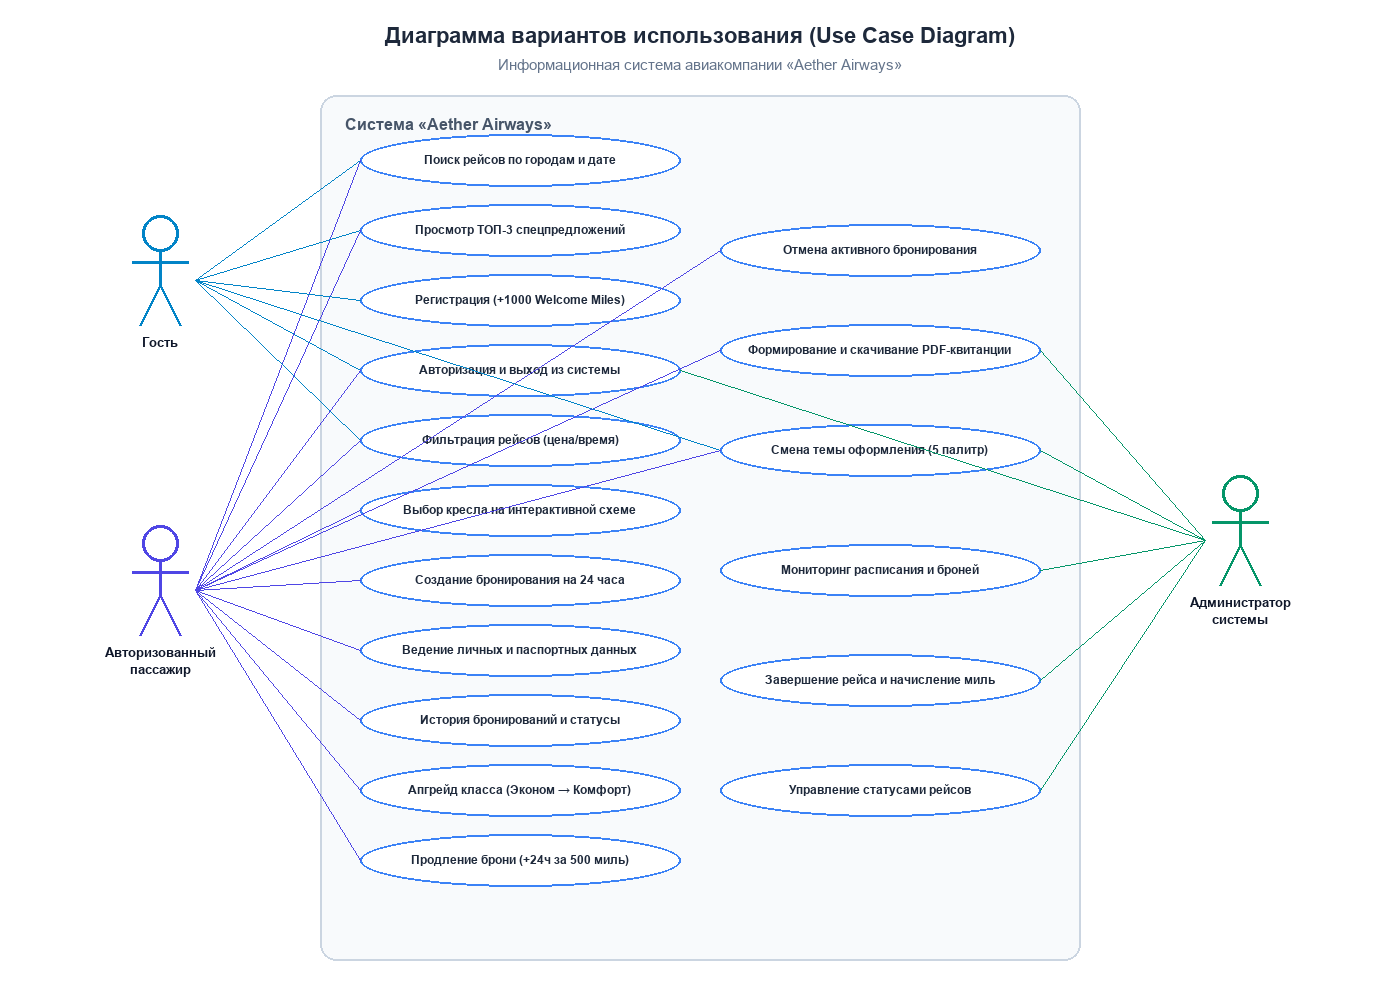 Диаграмма вариантов использования (Use Case Diagram)
Информационная система авиакомпании «Aether Airways»
Система «Aether Airways»
Поиск рейсов по городам и дате
Просмотр ТОП-3 спецпредложений
Регистрация (+1000 Welcome Miles)
Авторизация и выход из системы
Фильтрация рейсов (цена/время)
Выбор кресла на интерактивной схеме
Создание бронирования на 24 часа
Ведение личных и паспортных данных
История бронирований и статусы
Апгрейд класса (Эконом → Комфорт)
Продление брони (+24ч за 500 миль)
Отмена активного бронирования
Формирование и скачивание PDF-квитанции
Смена темы оформления (5 палитр)
Мониторинг расписания и броней
Завершение рейса и начисление миль
Управление статусами рейсов
Гость
Авторизованный
пассажир
Администратор
системы